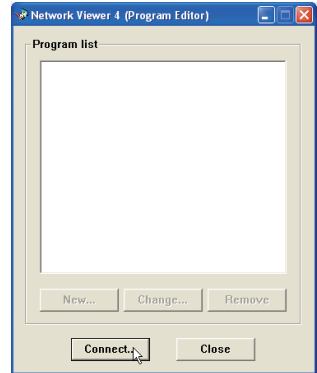 Network Viewer 4 (Program Editor)
Program list
New... Change... Remove
Connect... Close